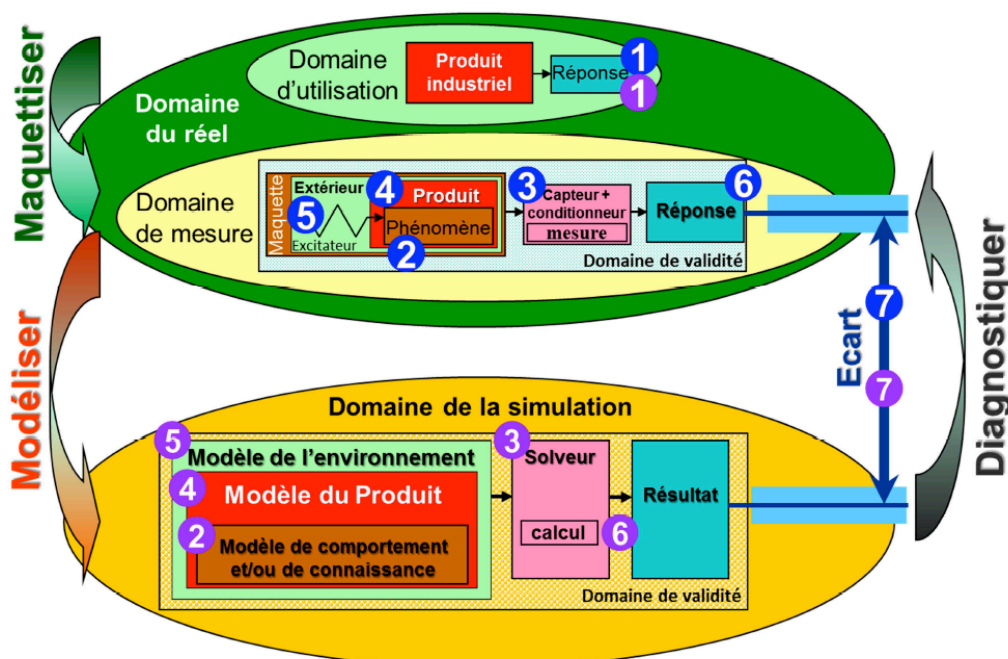 Maquettiser
Modéliser
Diagnostiquer
Domaine
du réel
Domaine
d'utilisation
Produit
industriel
Réponse
1
1
Domaine
de mesure
Maquette
Extérieur
5
Excitateur
4
Produit
Phénomène
2
3
Capteur +
conditionneur
mesure
6
Réponse
Domaine de validité
Ecart
7
7
Domaine de la simulation
5
Modèle de l'environnement
4
Modèle du Produit
2
Modèle de comportement
et/ou de connaissance
3
Solveur
calcul
6
Résultat
Domaine de validité